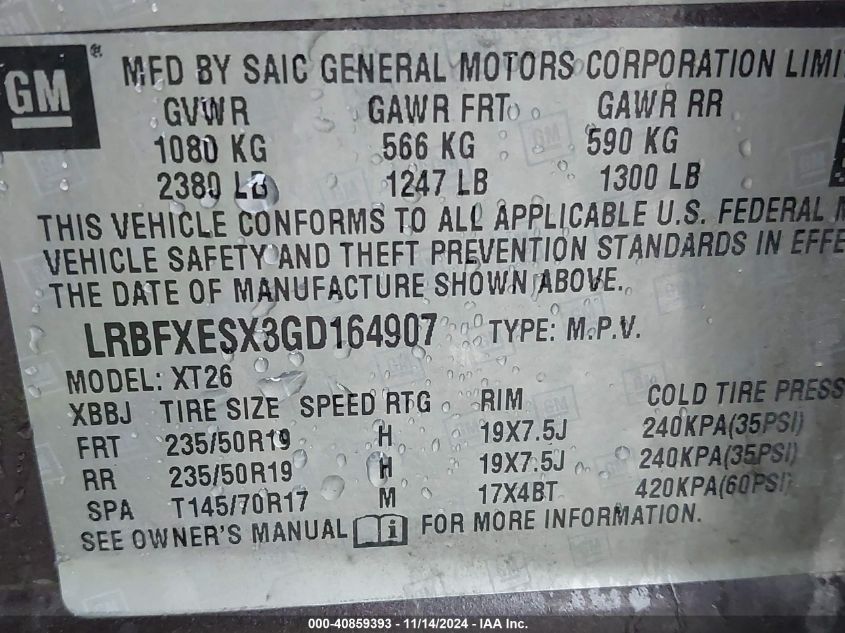 GM ®
MFD BY SAIC GENERAL MOTORS CORPORATION LIMI
GVWR GAWR FRT GAWR RR
1080 KG 566 KG 590 KG
2380 LB 1247 LB 1300 LB
THIS VEHICLE CONFORMS TO ALL APPLICABLE U.S. FEDERAL M
VEHICLE SAFETY AND THEFT PREVENTION STANDARDS IN EFFE
THE DATE OF MANUFACTURE SHOWN ABOVE.
LRBFXESX3GD164907 TYPE: M.P.V.
MODEL: XT26
XBBJ TIRE SIZE SPEED RTG RIM COLD TIRE PRESS
FRT 235/50R19 H 19X7.5J 240KPA(35PSI)
RR 235/50R19 H 19X7.5J 240KPA(35PSI)
SPA T145/70R17 M 17X4BT 420KPA(60PSI)
SEE OWNER'S MANUAL i FOR MORE INFORMATION.
000-40859393 - 11/14/2024 - IAA Inc.